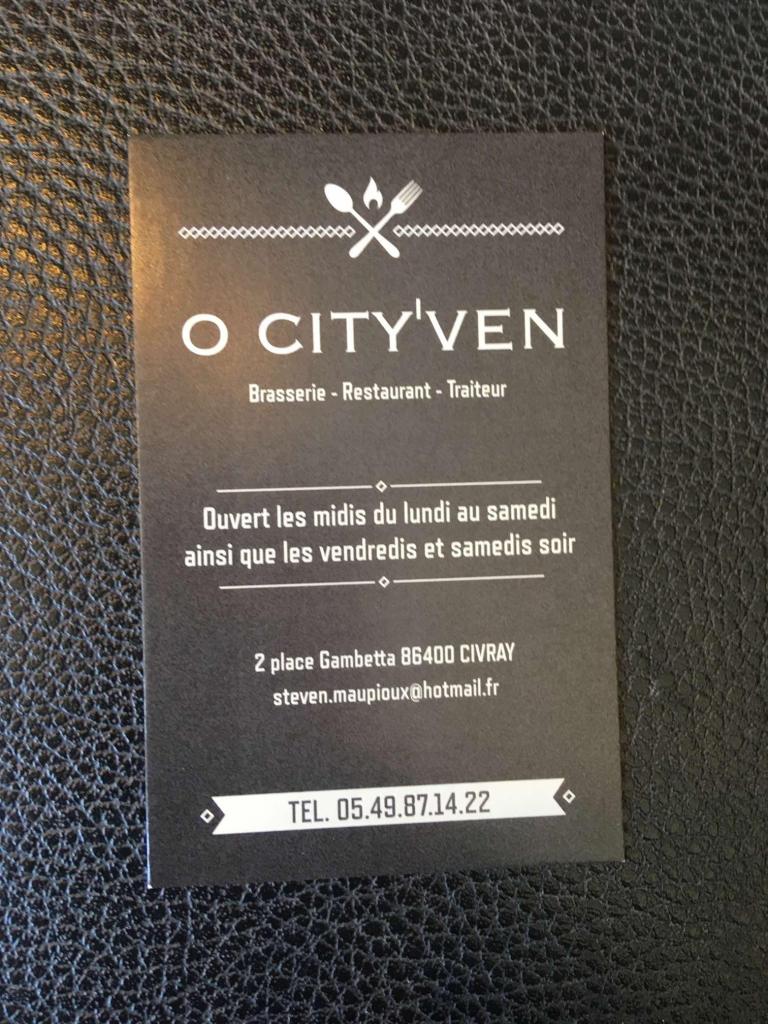 O CITY'VEN
Brasserie - Restaurant - Traiteur
Ouvert les midis du lundi au samedi
ainsi que les vendredis et samedis soir
2 place Gambetta 86400 CIVRAY
steven.maupioux@hotmail.fr
TEL. 05.49.87.14.22